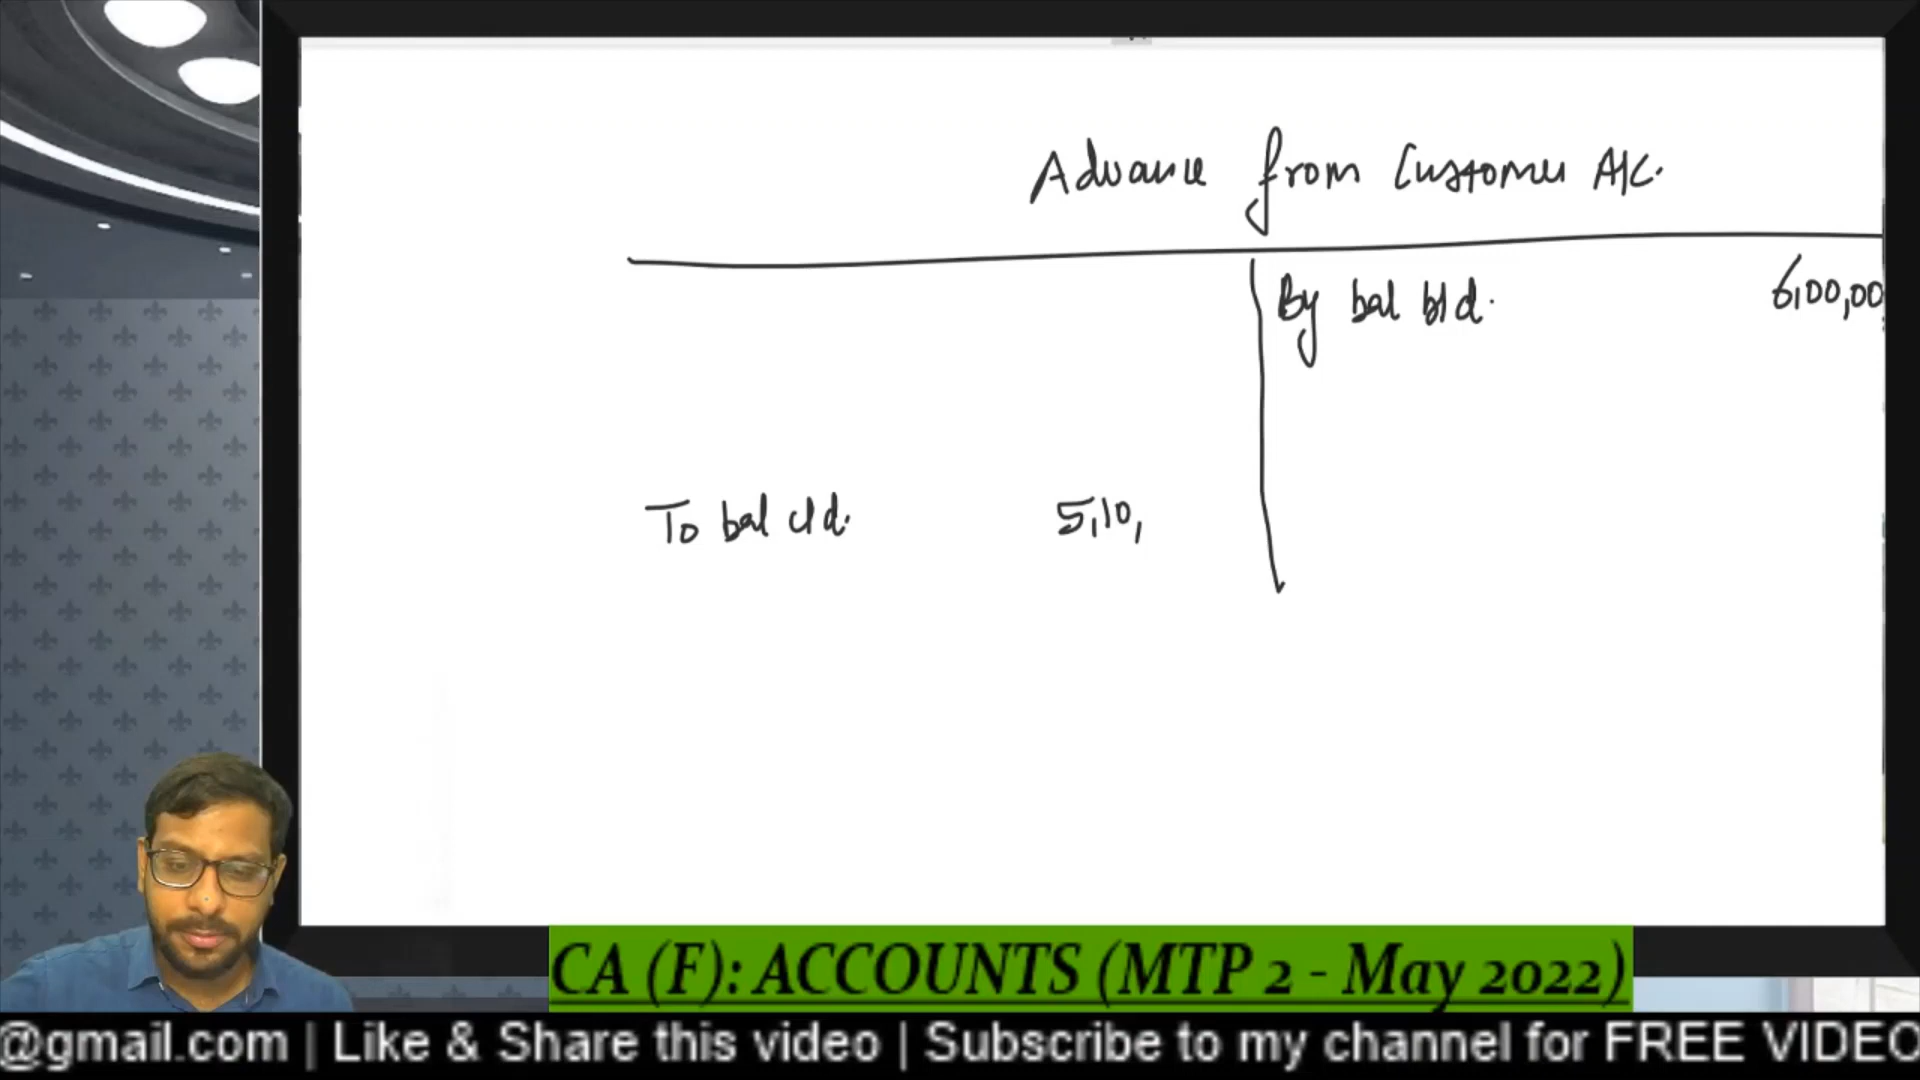 Advance from Customer A/c.
By bal b/d. 6,00,00
To bal c/d. 5,10,
CA (F): ACCOUNTS (MTP 2 - May 2022)
@gmail.com | Like & Share this video | Subscribe to my channel for FREE VIDEO